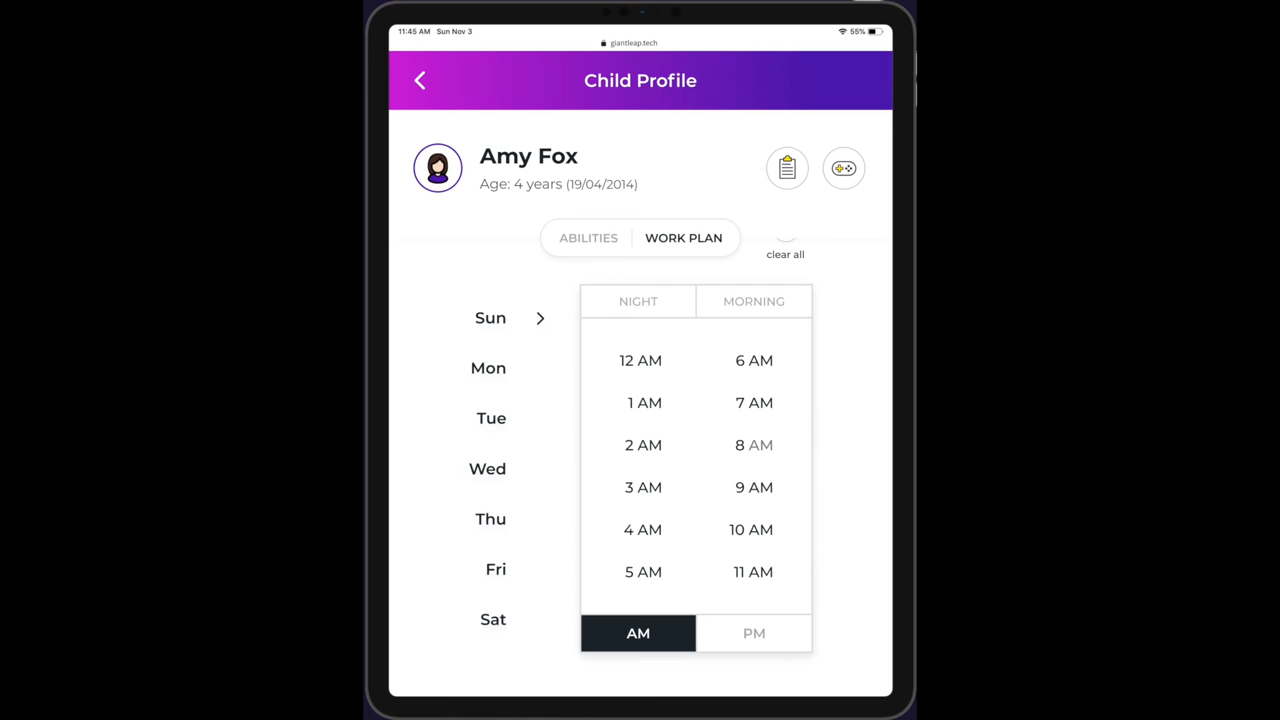 11:45 AM Sun Nov 3
55%
giantleap.tech
Child Profile
Amy Fox
Age: 4 years (19/04/2014)
ABILITIES WORK PLAN
clear all
NIGHT MORNING
Sun
12 AM 6 AM
Mon
1 AM 7 AM
Tue
2 AM 8 AM
Wed
3 AM 9 AM
Thu
4 AM 10 AM
Fri
5 AM 11 AM
Sat
AM PM